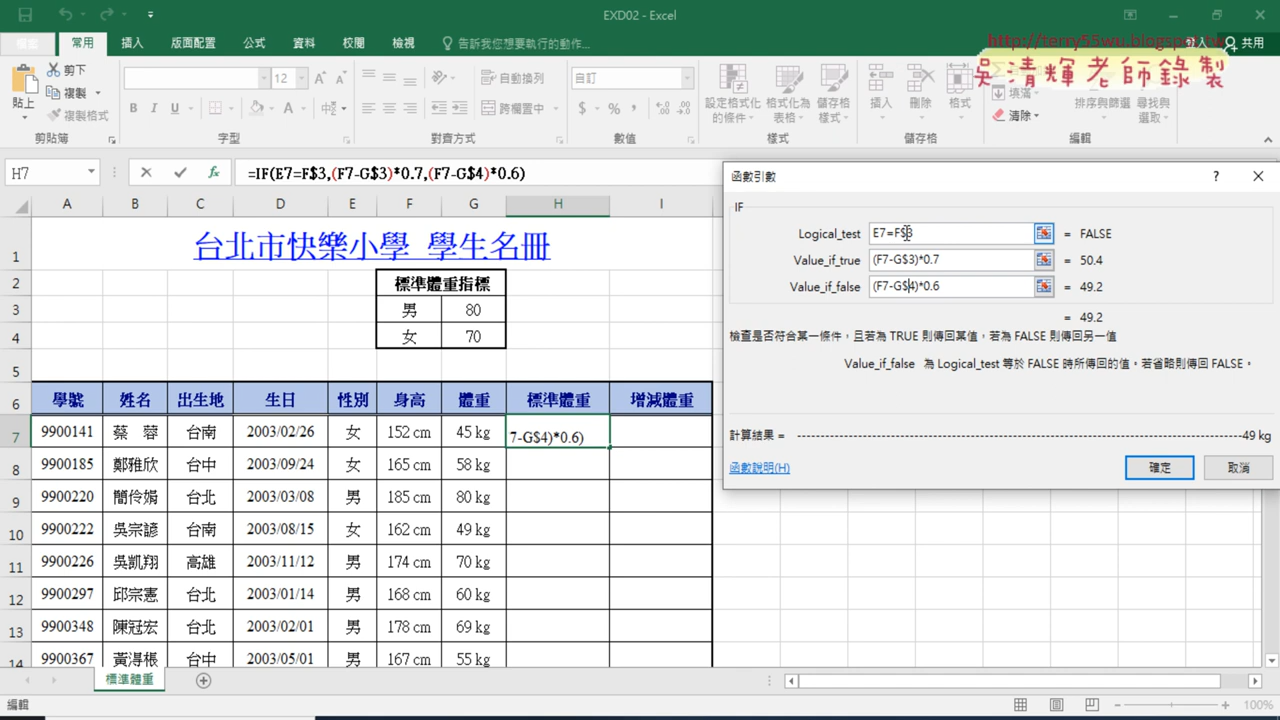 EXD02 - Excel
檔案 常用 插入 版面配置 公式 資料 校閱 檢視 告訴我您想要執行的動作... 登入 共用
http://terry55wu.blogspot.tw
吳清輝老師錄製
貼上 剪下 複製 複製格式
12 自動換列 跨欄置中 自訂
設定格式化的條件 格式化為表格 儲存格樣式 插入 刪除 格式 填滿 清除 排序與篩選 尋找與選取
剪貼簿 字型 對齊方式 數值 樣式 儲存格 編輯
H7 =IF(E7=F$3,(F7-G$3)*0.7,(F7-G$4)*0.6)
A B C D E F G H I
1 台北市快樂小學 學生名冊
2 標準體重指標
3 男 80
4 女 70
5
6 學號 姓名 出生地 生日 性別 身高 體重 標準體重 增減體重
7 9900141 蔡 蓉 台南 2003/02/26 女 152 cm 45 kg 7-G$4)*0.6)
8 9900185 鄭雅欣 台中 2003/09/24 女 165 cm 58 kg
9 9900220 簡伶娟 台北 2003/03/08 男 185 cm 80 kg
10 9900222 吳宗諺 台南 2003/08/15 女 162 cm 49 kg
11 9900226 吳凱翔 高雄 2003/11/12 男 174 cm 70 kg
12 9900297 邱宗憲 台北 2003/01/14 男 168 cm 60 kg
13 9900348 陳冠宏 台北 2003/02/01 男 178 cm 69 kg
14 9900367 黃淂棖 台中 2003/05/01 男 167 cm 55 kg
函數引數
IF
Logical_test E7=F$3 = FALSE
Value_if_true (F7-G$3)*0.7 = 50.4
Value_if_false (F7-G$4)*0.6 = 49.2
= 49.2
檢查是否符合某一條件，且若為 TRUE 則傳回某值，若為 FALSE 則傳回另一值
Value_if_false 為 Logical_test 等於 FALSE 時所傳回的值。若省略則傳回 FALSE。
計算結果 = 49 kg
函數說明(H) 確定 取消
標準體重
編輯 100%